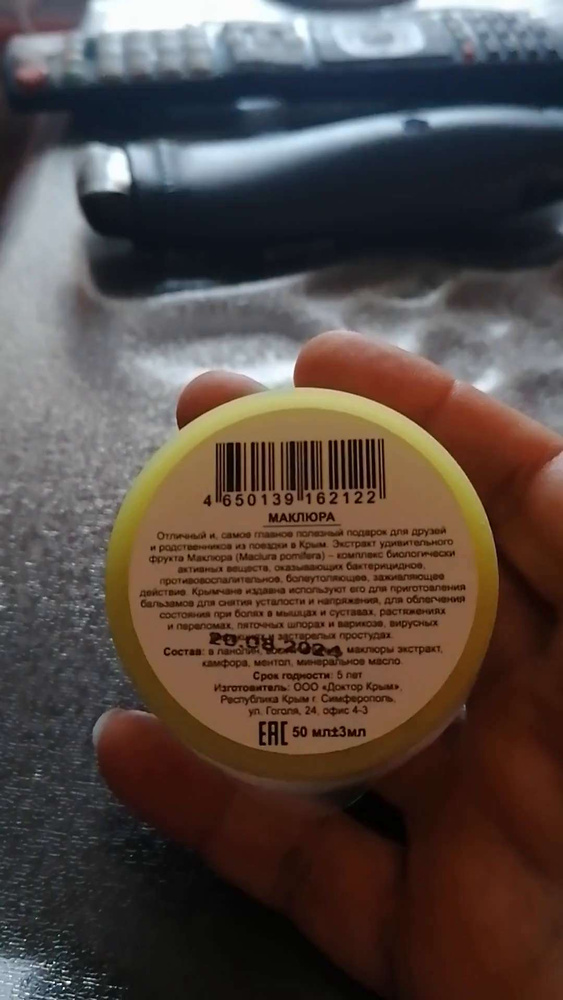 4 650139 162122
МАКЛЮРА
Отличный и, самое главное полезный подарок для друзей
и родственников из поездки в Крым. Экстракт удивительного
фрукта Маклюра (Maclura pomifera) – комплекс биологически
активных веществ, оказывающих бактерицидное,
противовоспалительное, болеутоляющее, заживляющее
действие. Крымчане издавна используют его для приготовления
бальзамов для снятия усталости и напряжения, для облегчения
состояния при болях в мышцах и суставах, растяжениях
и переломах, пяточных шпорах и варикозе, вирусных
застарелых простудах.
20 08 2024
Состав: в ланолин, маклюры экстракт,
камфора, ментол, минеральное масло.
Срок годности: 5 лет
Изготовитель: ООО «Доктор Крым»,
Республика Крым г. Симферополь,
ул. Гоголя, 24, офис 4-3
EAC 50 мл±3мл